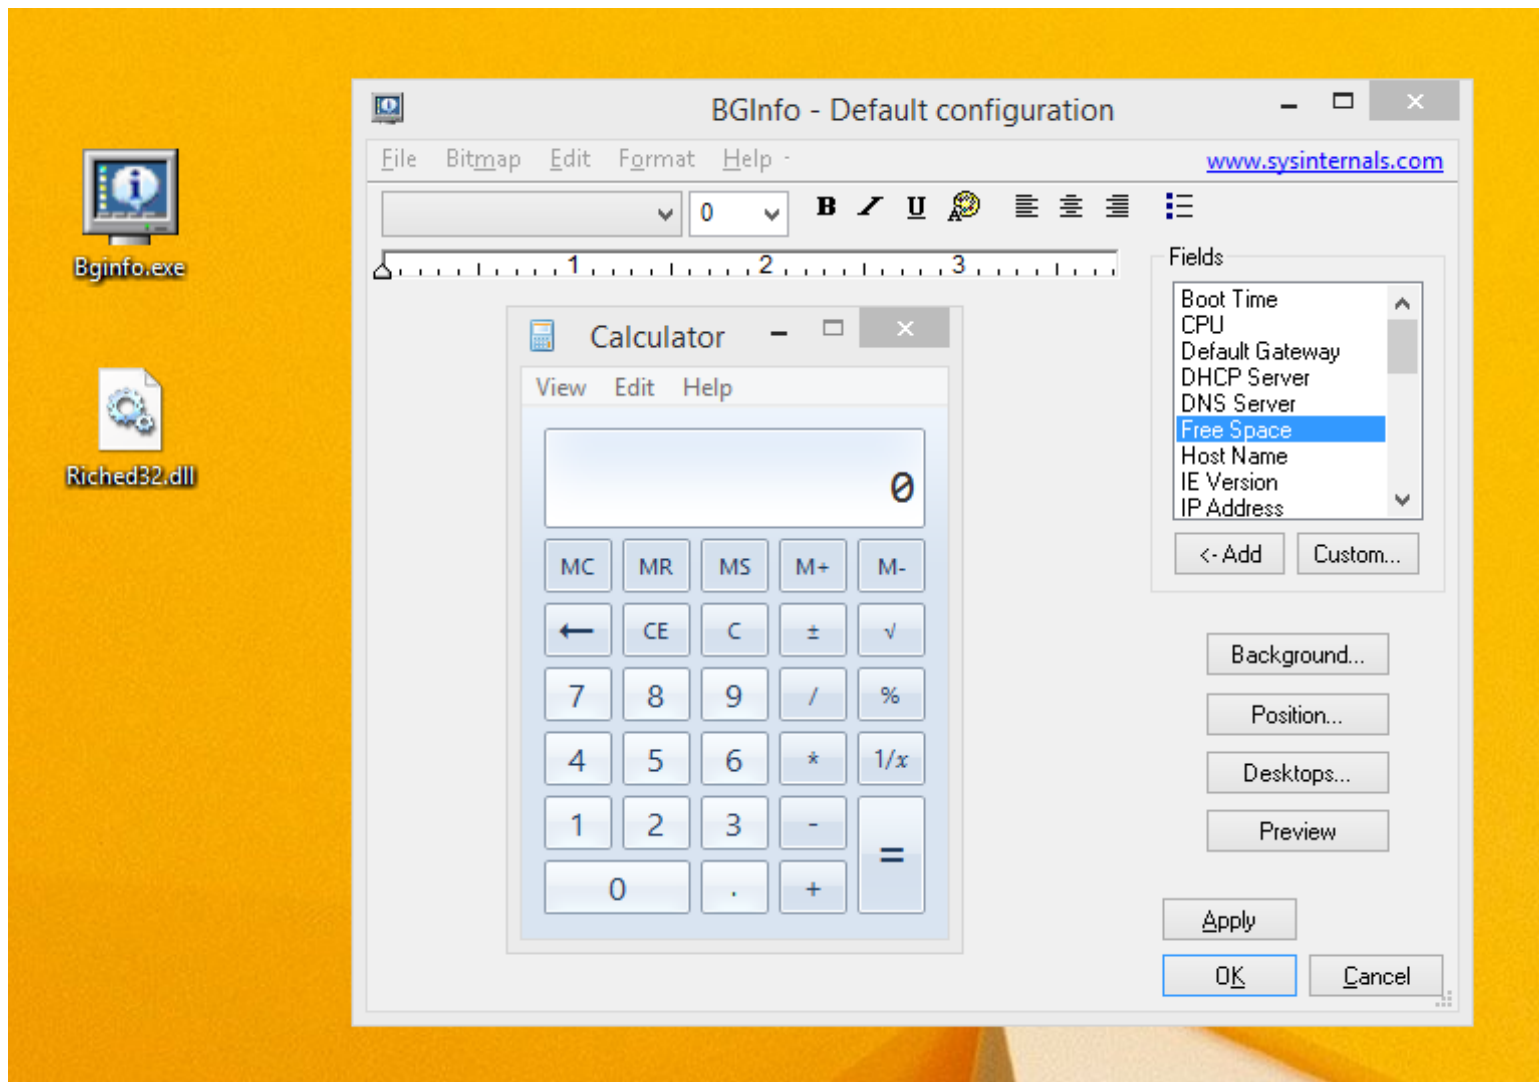 Bginfo.exe
Riched32.dll
BGInfo - Default configuration
File Bitmap Edit Format Help -
www.sysinternals.com
0 B I U
1 2 3
Fields
Boot Time
CPU
Default Gateway
DHCP Server
DNS Server
Free Space
Host Name
IE Version
IP Address
<- Add Custom...
Background...
Position...
Desktops...
Preview
Apply
OK Cancel
Calculator
View Edit Help
0
MC MR MS M+ M-
← CE C ± √
7 8 9 / %
4 5 6 * 1/x
1 2 3 - =
0 . +